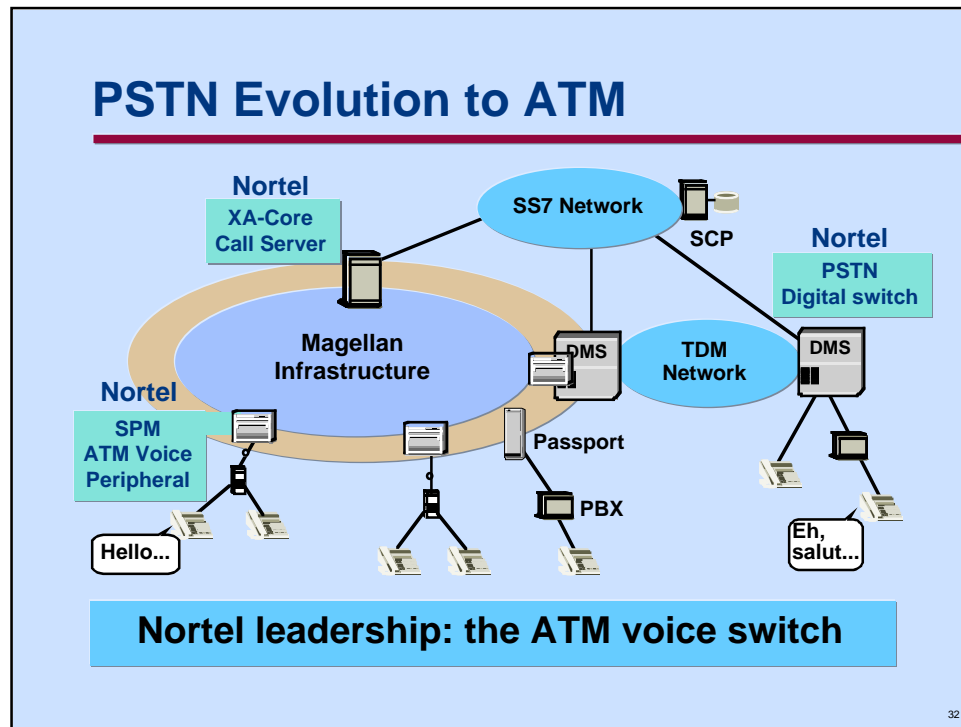 PSTN Evolution to ATM
Nortel
XA-Core
Call Server
SS7 Network
SCP
Nortel
PSTN
Digital switch
Magellan
Infrastructure
DMS
TDM
Network
DMS
Nortel
SPM
ATM Voice
Peripheral
Passport
PBX
Hello...
Eh,
salut...
Nortel leadership: the ATM voice switch
32